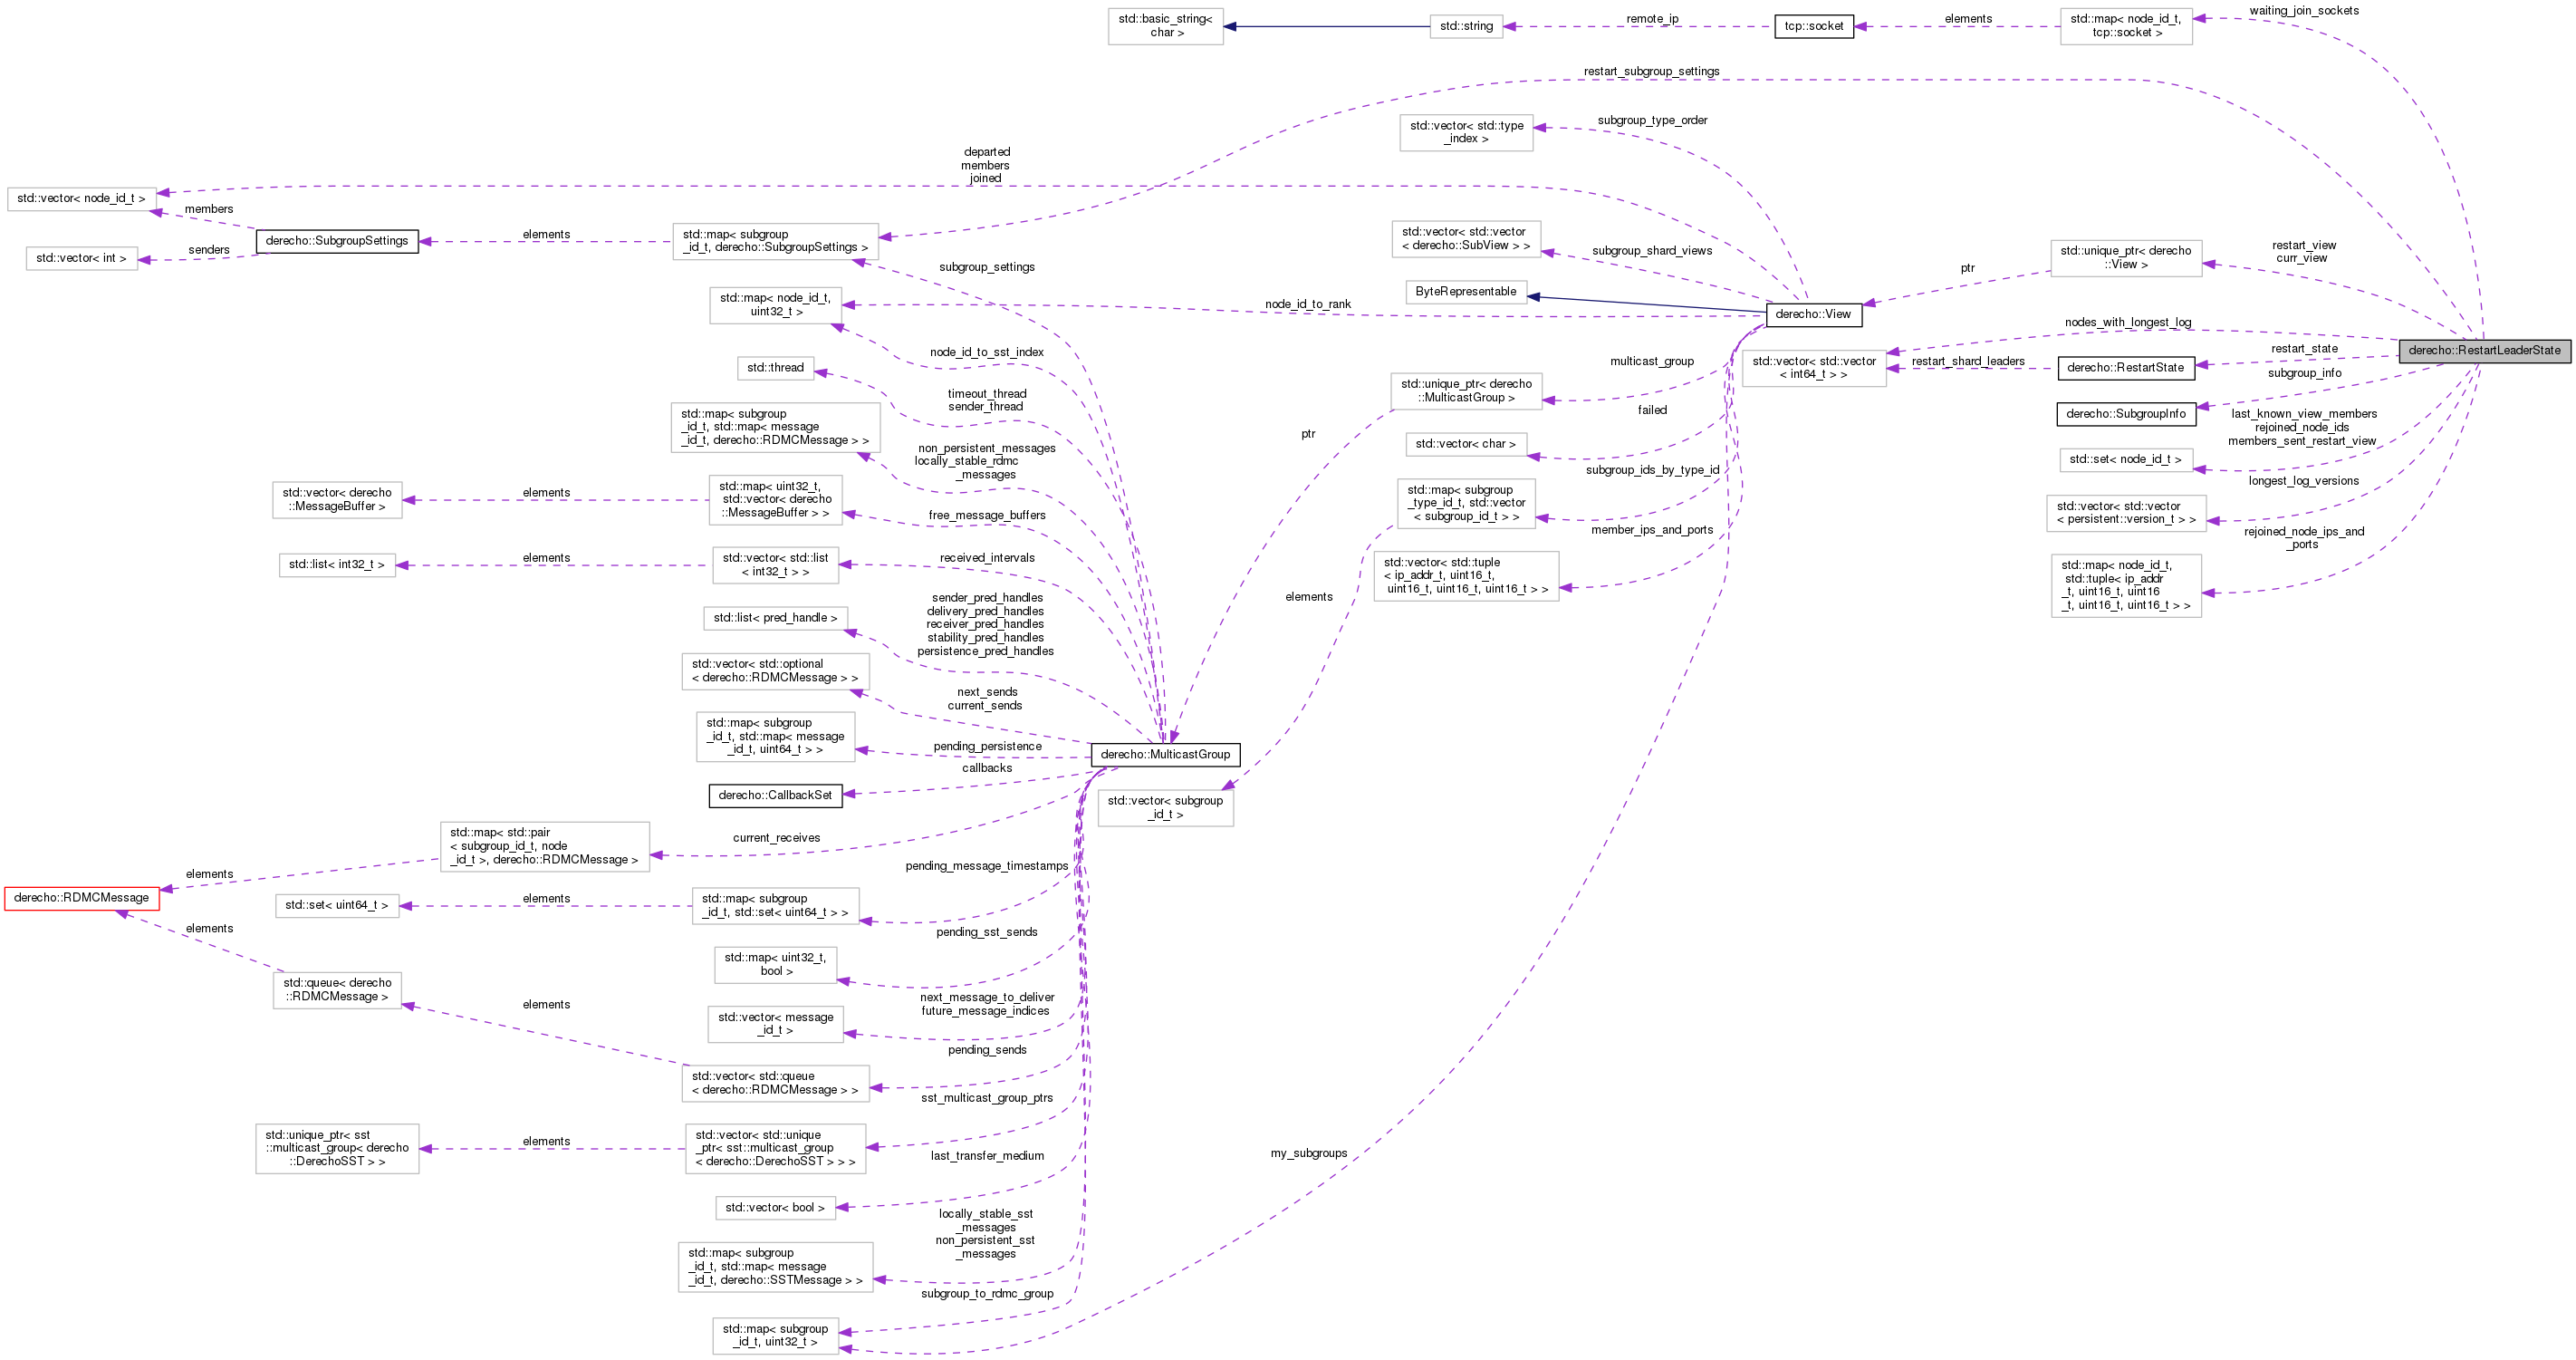 std::basic_string<
char >
std::string
remote_ip
tcp::socket
elements
std::map< node_id_t,
tcp::socket >
waiting_join_sockets
restart_subgroup_settings
std::vector< std::type
_index >
subgroup_type_order
departed
members
joined
std::vector< node_id_t >
members
derecho::SubgroupSettings
senders
std::vector< int >
elements
std::map< subgroup
_id_t, derecho::SubgroupSettings >
subgroup_settings
std::vector< std::vector
< derecho::SubView > >
subgroup_shard_views
ByteRepresentable
std::unique_ptr< derecho
::View >
ptr
restart_view
curr_view
std::map< node_id_t,
uint32_t >
node_id_to_rank
derecho::View
node_id_to_sst_index
nodes_with_longest_log
derecho::RestartLeaderState
std::thread
timeout_thread
sender_thread
std::unique_ptr< derecho
::MulticastGroup >
multicast_group
std::vector< std::vector
< int64_t > >
restart_shard_leaders
derecho::RestartState
restart_state
subgroup_info
derecho::SubgroupInfo
std::map< subgroup
_id_t, std::map< message
_id_t, derecho::RDMCMessage > >
non_persistent_messages
locally_stable_rdmc
_messages
ptr
std::vector< char >
failed
last_known_view_members
rejoined_node_ids
members_sent_restart_view
std::set< node_id_t >
std::vector< derecho
::MessageBuffer >
elements
std::map< uint32_t,
std::vector< derecho
::MessageBuffer > >
free_message_buffers
std::map< subgroup
_type_id_t, std::vector
< subgroup_id_t > >
subgroup_ids_by_type_id
longest_log_versions
std::vector< std::vector
< persistent::version_t > >
std::list< int32_t >
elements
std::vector< std::list
< int32_t > >
received_intervals
std::vector< std::tuple
< ip_addr_t, uint16_t,
uint16_t, uint16_t, uint16_t > >
member_ips_and_ports
rejoined_node_ips_and
_ports
std::map< node_id_t,
std::tuple< ip_addr
_t, uint16_t, uint16
_t, uint16_t, uint16_t > >
elements
std::list< pred_handle >
sender_pred_handles
delivery_pred_handles
receiver_pred_handles
stability_pred_handles
persistence_pred_handles
std::vector< std::optional
< derecho::RDMCMessage > >
next_sends
current_sends
std::map< subgroup
_id_t, std::map< message
_id_t, uint64_t > >
pending_persistence
derecho::MulticastGroup
derecho::CallbackSet
callbacks
std::vector< subgroup
_id_t >
std::map< std::pair
< subgroup_id_t, node
_id_t >, derecho::RDMCMessage >
current_receives
derecho::RDMCMessage
elements
std::set< uint64_t >
elements
std::map< subgroup
_id_t, std::set< uint64_t > >
pending_message_timestamps
elements
std::map< uint32_t,
bool >
pending_sst_sends
std::queue< derecho
::RDMCMessage >
elements
std::vector< message
_id_t >
next_message_to_deliver
future_message_indices
std::vector< std::queue
< derecho::RDMCMessage > >
pending_sends
std::unique_ptr< sst
::multicast_group< derecho
::DerechoSST > >
elements
std::vector< std::unique
_ptr< sst::multicast_group
< derecho::DerechoSST > > >
sst_multicast_group_ptrs
std::vector< bool >
last_transfer_medium
my_subgroups
std::map< subgroup
_id_t, std::map< message
_id_t, derecho::SSTMessage > >
locally_stable_sst
_messages
non_persistent_sst
_messages
std::map< subgroup
_id_t, uint32_t >
subgroup_to_rdmc_group